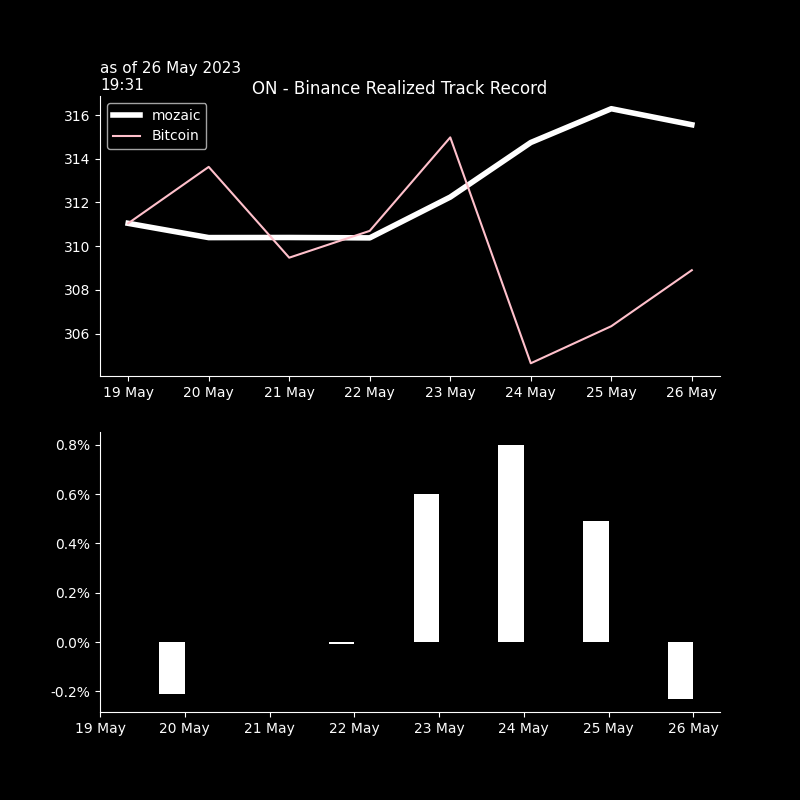 as of 26 May 2023
19:31
ON - Binance Realized Track Record
mozaic
Bitcoin
316
314
312
310
308
306
19 May 20 May 21 May 22 May 23 May 24 May 25 May 26 May
0.8%
0.6%
0.4%
0.2%
0.0%
-0.2%
19 May 20 May 21 May 22 May 23 May 24 May 25 May 26 May